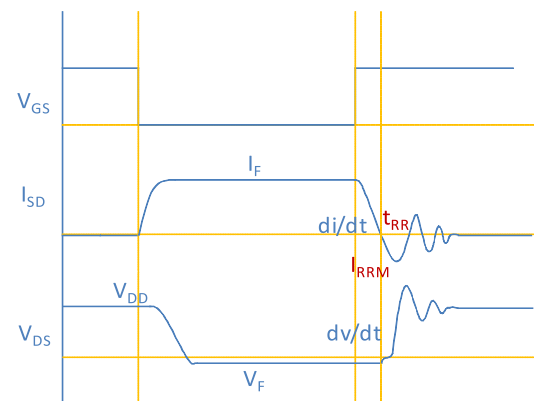 V_GS
I_F
I_SD
t_RR
di/dt
I_RRM
V_DD
V_DS
dv/dt
V_F